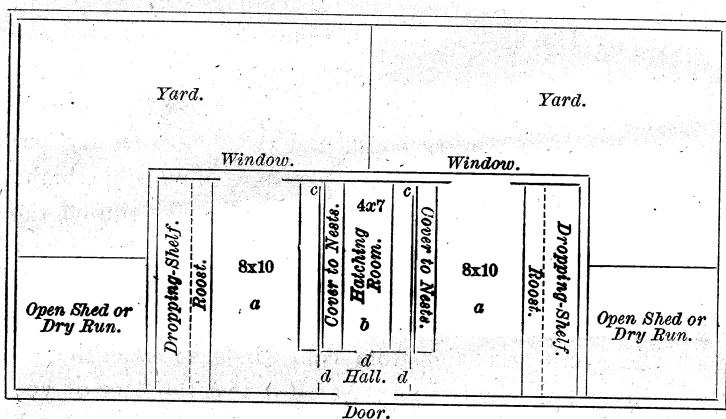 Yard.
Yard.
Window.
Window.
Dropping-Shelf.
Roost.
8x10
a
c
Cover to Nests.
4x7
Hatching
Room.
b
c
Cover to Nests.
8x10
a
Roost.
Dropping-Shelf.
Open Shed or
Dry Run.
Open Shed or
Dry Run.
d
d Hall. d
Door.